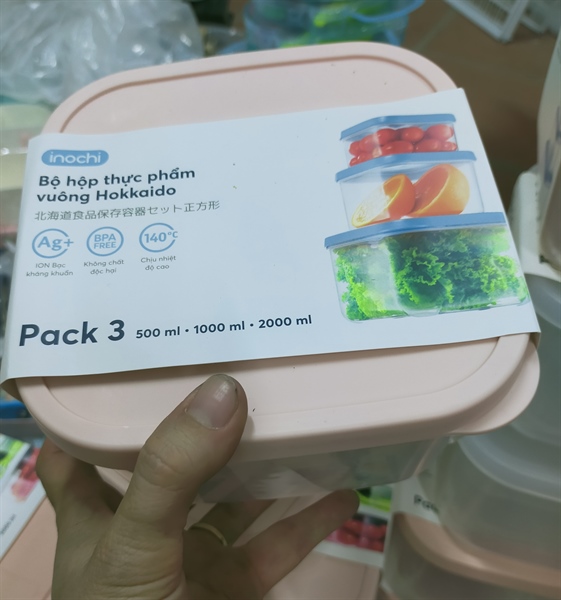 inochi
Bộ hộp thực phẩm
vuông Hokkaido
北海道食品保存容器セット正方形
Ag+
BPA
FREE
140°C
ION Bạc
kháng khuẩn
Không chất
độc hại
Chịu nhiệt
độ cao
Pack 3 500 ml • 1000 ml • 2000 ml